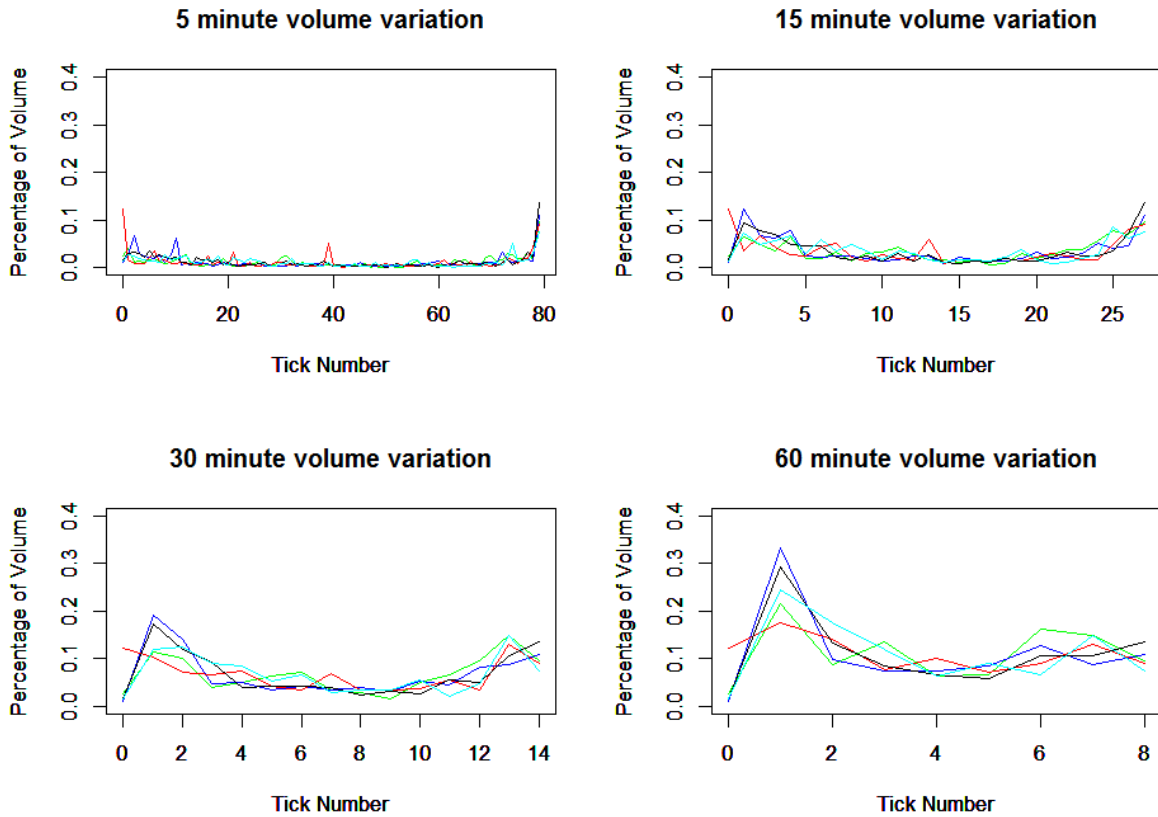 5 minute volume variation
Percentage of Volume
0.0 0.1 0.2 0.3 0.4
0 20 40 60 80
Tick Number
15 minute volume variation
Percentage of Volume
0.0 0.1 0.2 0.3 0.4
0 5 10 15 20 25
Tick Number
30 minute volume variation
Percentage of Volume
0.0 0.1 0.2 0.3 0.4
0 2 4 6 8 10 12 14
Tick Number
60 minute volume variation
Percentage of Volume
0.0 0.1 0.2 0.3 0.4
0 2 4 6 8
Tick Number